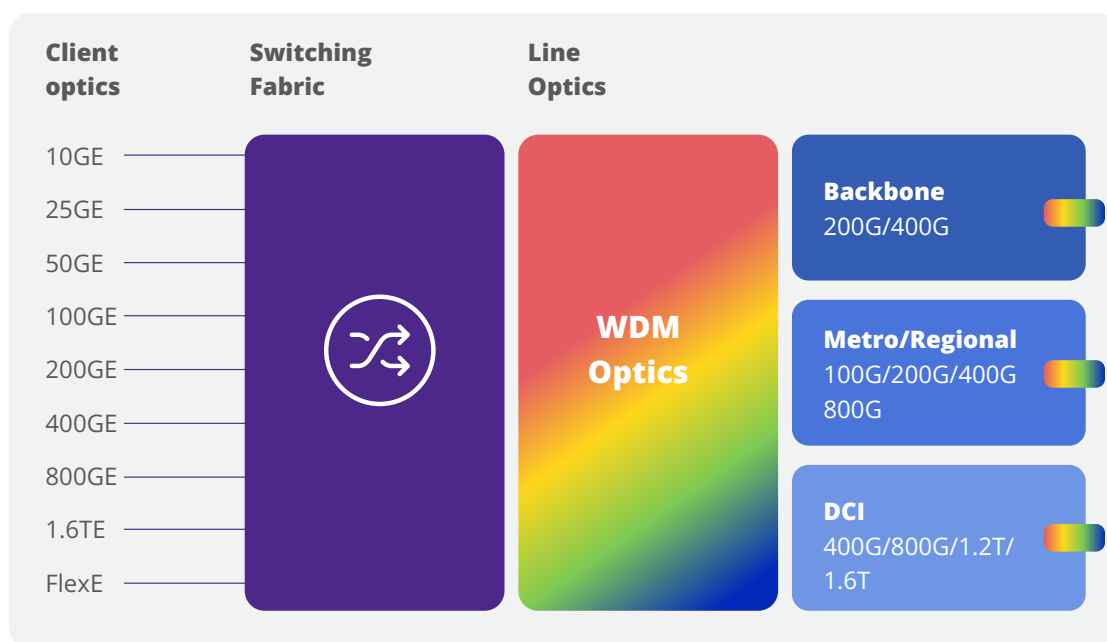 Client
optics
Switching
Fabric
Line
Optics
10GE
25GE
50GE
100GE
200GE
400GE
800GE
1.6TE
FlexE
WDM
Optics
Backbone
200G/400G
Metro/Regional
100G/200G/400G
800G
DCI
400G/800G/1.2T/
1.6T